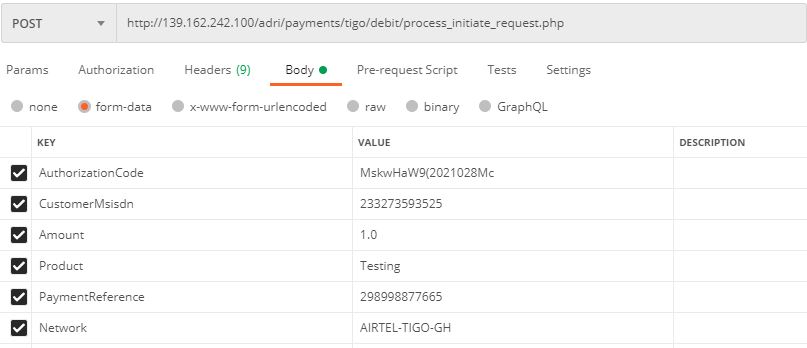 POST http://139.162.242.100/adri/payments/tigo/debit/process_initiate_request.php
Params Authorization Headers (9) Body Pre-request Script Tests Settings
none form-data x-www-form-urlencoded raw binary GraphQL
KEY VALUE DESCRIPTION
AuthorizationCode MskwHaW9(2021028Mc
CustomerMsisdn 233273593525
Amount 1.0
Product Testing
PaymentReference 298998877665
Network AIRTEL-TIGO-GH